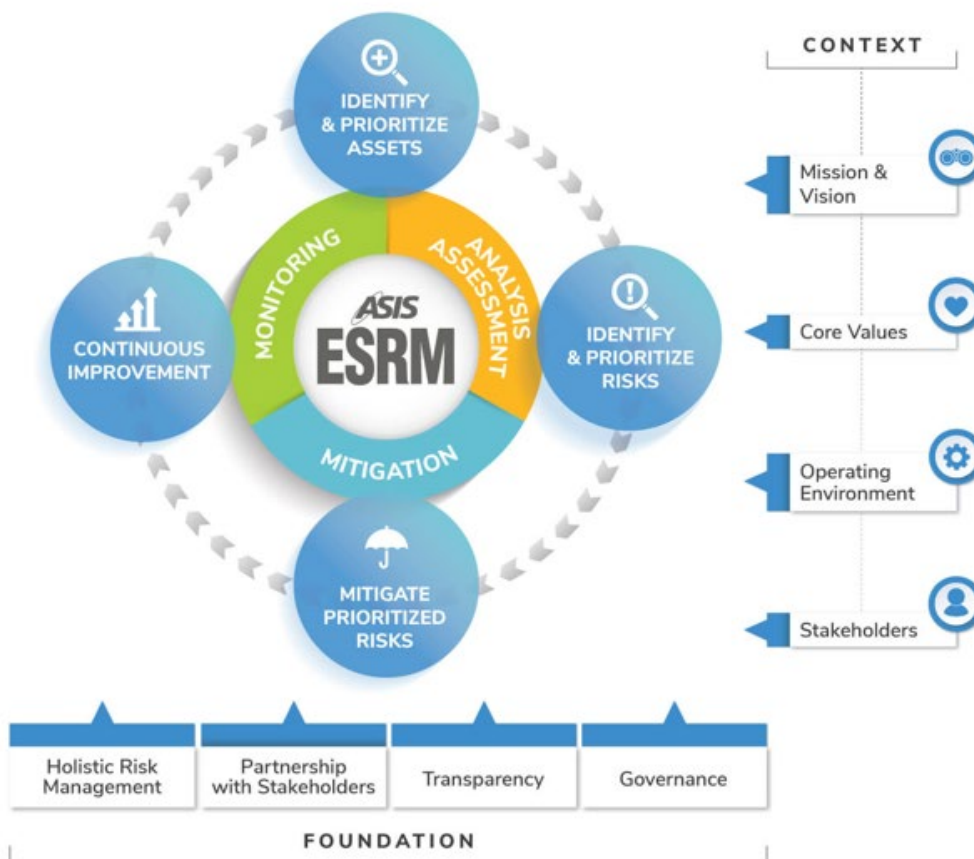 CONTEXT
IDENTIFY
& PRIORITIZE
ASSETS
Mission &
Vision
MONITORING
ANALYSIS
ASSESSMENT
ASIS
ESRM
CONTINUOUS
IMPROVEMENT
IDENTIFY
& PRIORITIZE
RISKS
Core Values
MITIGATION
Operating
Environment
MITIGATE
PRIORITIZED
RISKS
Stakeholders
Holistic Risk
Management
Partnership
with Stakeholders
Transparency
Governance
FOUNDATION